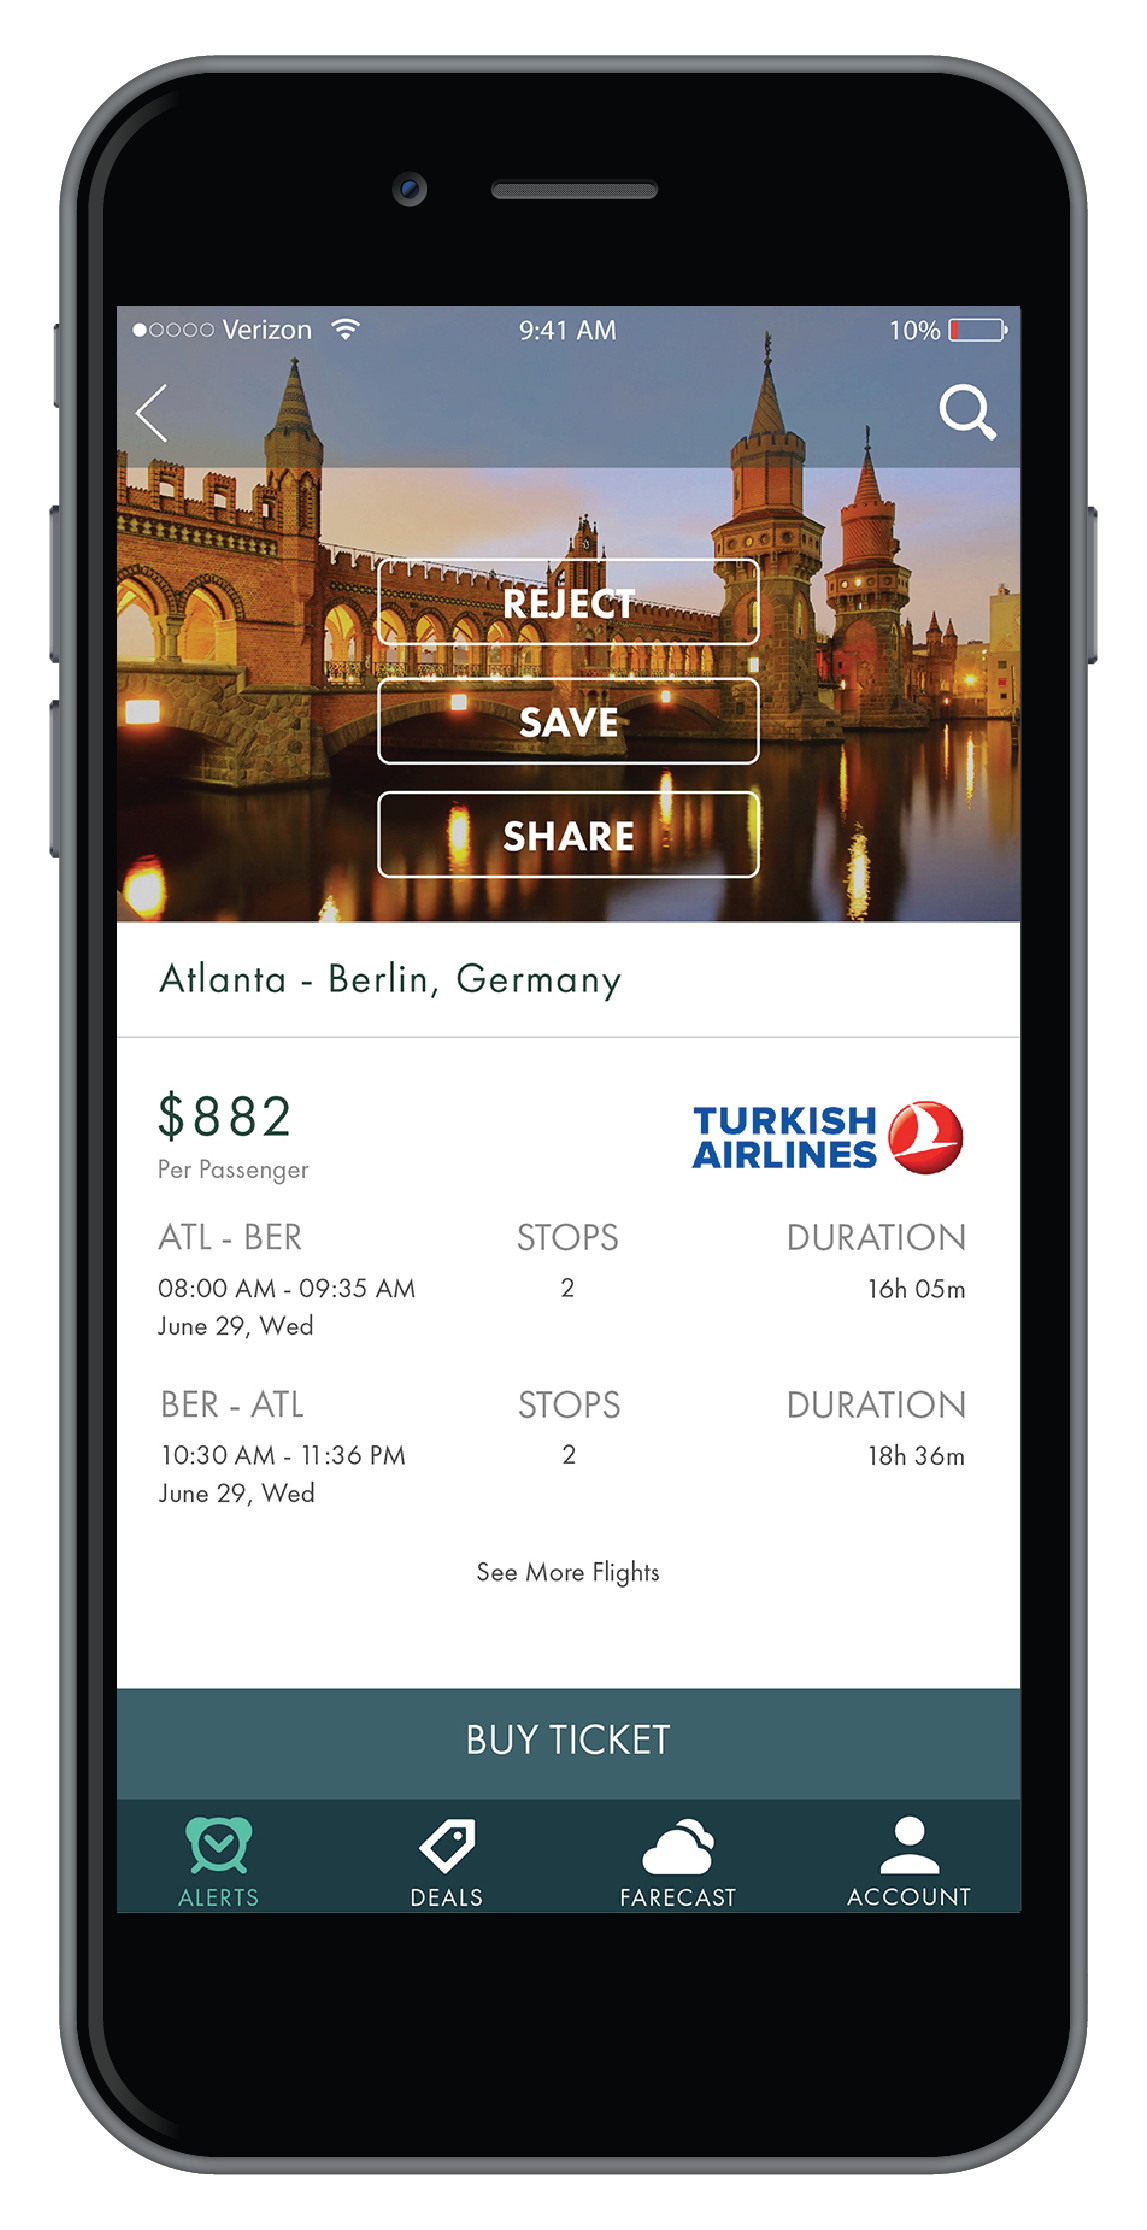 Verizon 9:41 AM 10%
REJECT
SAVE
SHARE
Atlanta - Berlin, Germany
$882
Per Passenger
TURKISH
AIRLINES
ATL - BER STOPS DURATION
08:00 AM - 09:35 AM 2 16h 05m
June 29, Wed
BER - ATL STOPS DURATION
10:30 AM - 11:36 PM 2 18h 36m
June 29, Wed
See More Flights
BUY TICKET
ALERTS DEALS FARECAST ACCOUNT